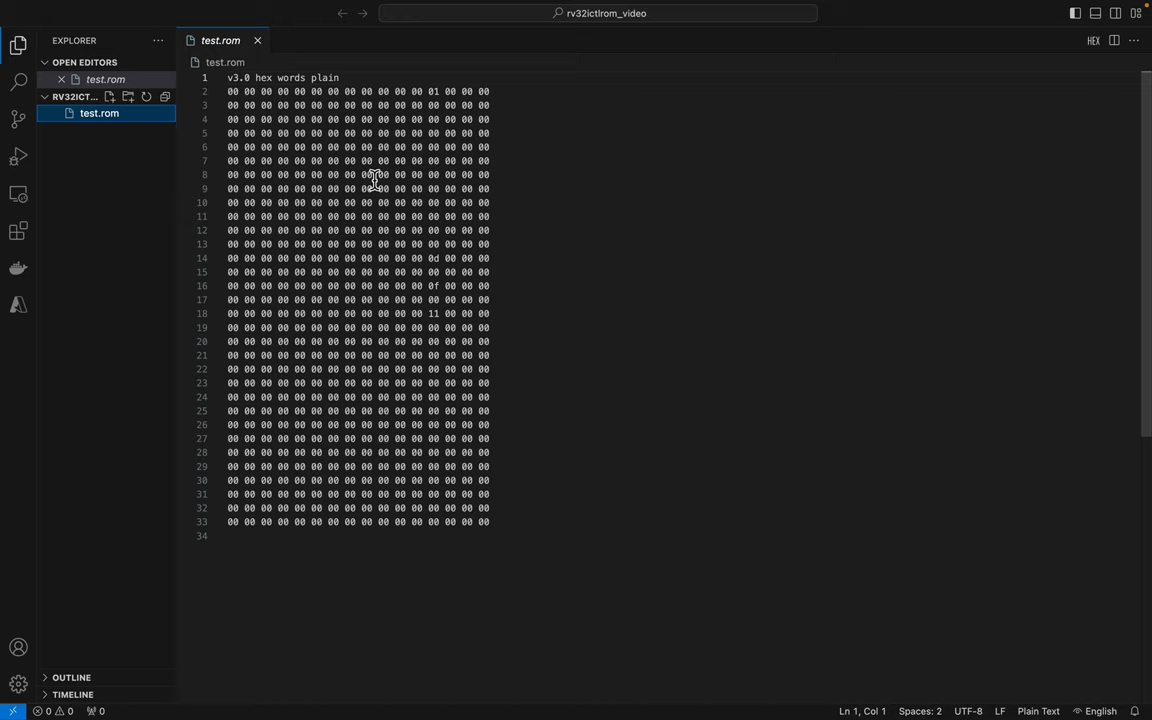 rv32ictlrom_video
EXPLORER
test.rom
HEX
OPEN EDITORS
test.rom
test.rom
RV32ICT...
test.rom
1 v3.0 hex words plain
2 00 00 00 00 00 00 00 00 00 00 00 00 01 00 00 00
3 00 00 00 00 00 00 00 00 00 00 00 00 00 00 00 00
4 00 00 00 00 00 00 00 00 00 00 00 00 00 00 00 00
5 00 00 00 00 00 00 00 00 00 00 00 00 00 00 00 00
6 00 00 00 00 00 00 00 00 00 00 00 00 00 00 00 00
7 00 00 00 00 00 00 00 00 00 00 00 00 00 00 00 00
8 00 00 00 00 00 00 00 00 00 00 00 00 00 00 00 00
9 00 00 00 00 00 00 00 00 00 00 00 00 00 00 00 00
10 00 00 00 00 00 00 00 00 00 00 00 00 00 00 00 00
11 00 00 00 00 00 00 00 00 00 00 00 00 00 00 00 00
12 00 00 00 00 00 00 00 00 00 00 00 00 00 00 00 00
13 00 00 00 00 00 00 00 00 00 00 00 00 00 00 00 00
14 00 00 00 00 00 00 00 00 00 00 00 00 0d 00 00 00
15 00 00 00 00 00 00 00 00 00 00 00 00 00 00 00 00
16 00 00 00 00 00 00 00 00 00 00 00 00 0f 00 00 00
17 00 00 00 00 00 00 00 00 00 00 00 00 00 00 00 00
18 00 00 00 00 00 00 00 00 00 00 00 00 11 00 00 00
19 00 00 00 00 00 00 00 00 00 00 00 00 00 00 00 00
20 00 00 00 00 00 00 00 00 00 00 00 00 00 00 00 00
21 00 00 00 00 00 00 00 00 00 00 00 00 00 00 00 00
22 00 00 00 00 00 00 00 00 00 00 00 00 00 00 00 00
23 00 00 00 00 00 00 00 00 00 00 00 00 00 00 00 00
24 00 00 00 00 00 00 00 00 00 00 00 00 00 00 00 00
25 00 00 00 00 00 00 00 00 00 00 00 00 00 00 00 00
26 00 00 00 00 00 00 00 00 00 00 00 00 00 00 00 00
27 00 00 00 00 00 00 00 00 00 00 00 00 00 00 00 00
28 00 00 00 00 00 00 00 00 00 00 00 00 00 00 00 00
29 00 00 00 00 00 00 00 00 00 00 00 00 00 00 00 00
30 00 00 00 00 00 00 00 00 00 00 00 00 00 00 00 00
31 00 00 00 00 00 00 00 00 00 00 00 00 00 00 00 00
32 00 00 00 00 00 00 00 00 00 00 00 00 00 00 00 00
33 00 00 00 00 00 00 00 00 00 00 00 00 00 00 00 00
34
OUTLINE
TIMELINE
0 0 0 Ln 1, Col 1 Spaces: 2 UTF-8 LF Plain Text English